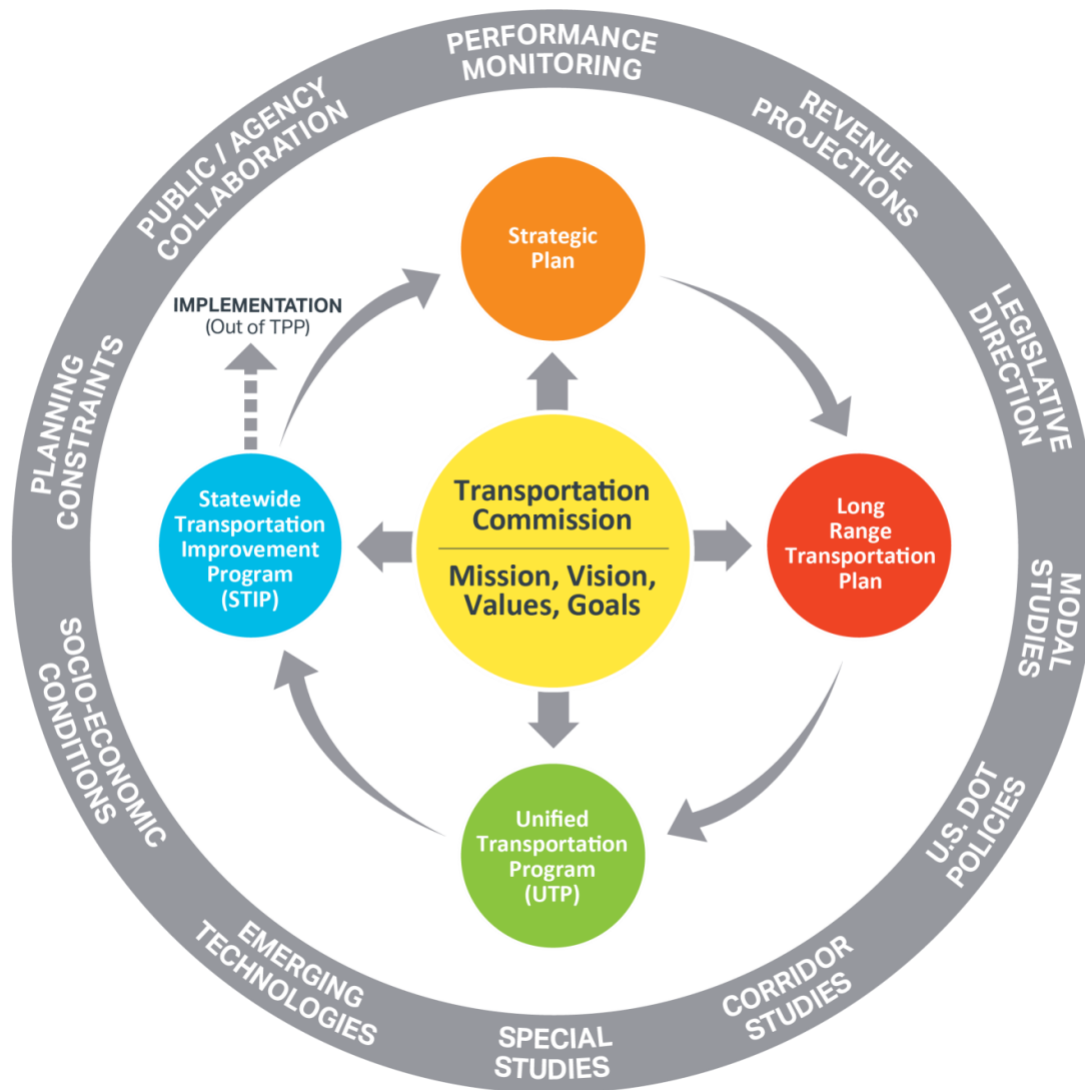 PERFORMANCE
MONITORING
REVENUE
PROJECTIONS
LEGISLATIVE
DIRECTION
MODAL
STUDIES
U.S. DOT
POLICIES
CORRIDOR
STUDIES
SPECIAL
STUDIES
EMERGING
TECHNOLOGIES
SOCIO-ECONOMIC
CONDITIONS
PLANNING
CONSTRAINTS
PUBLIC / AGENCY
COLLABORATION
Strategic
Plan
IMPLEMENTATION
(Out of TPP)
Statewide
Transportation
Improvement
Program
(STIP)
Transportation
Commission
Mission, Vision,
Values, Goals
Long
Range
Transportation
Plan
Unified
Transportation
Program
(UTP)